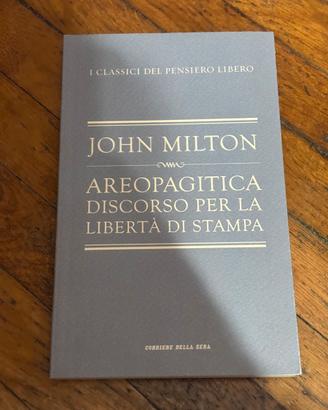 I CLASSICI DEL PENSIERO LIBERO
JOHN MILTON
AREOPAGITICA
DISCORSO PER LA
LIBERTÀ DI STAMPA
CORRIERE DELLA SERA